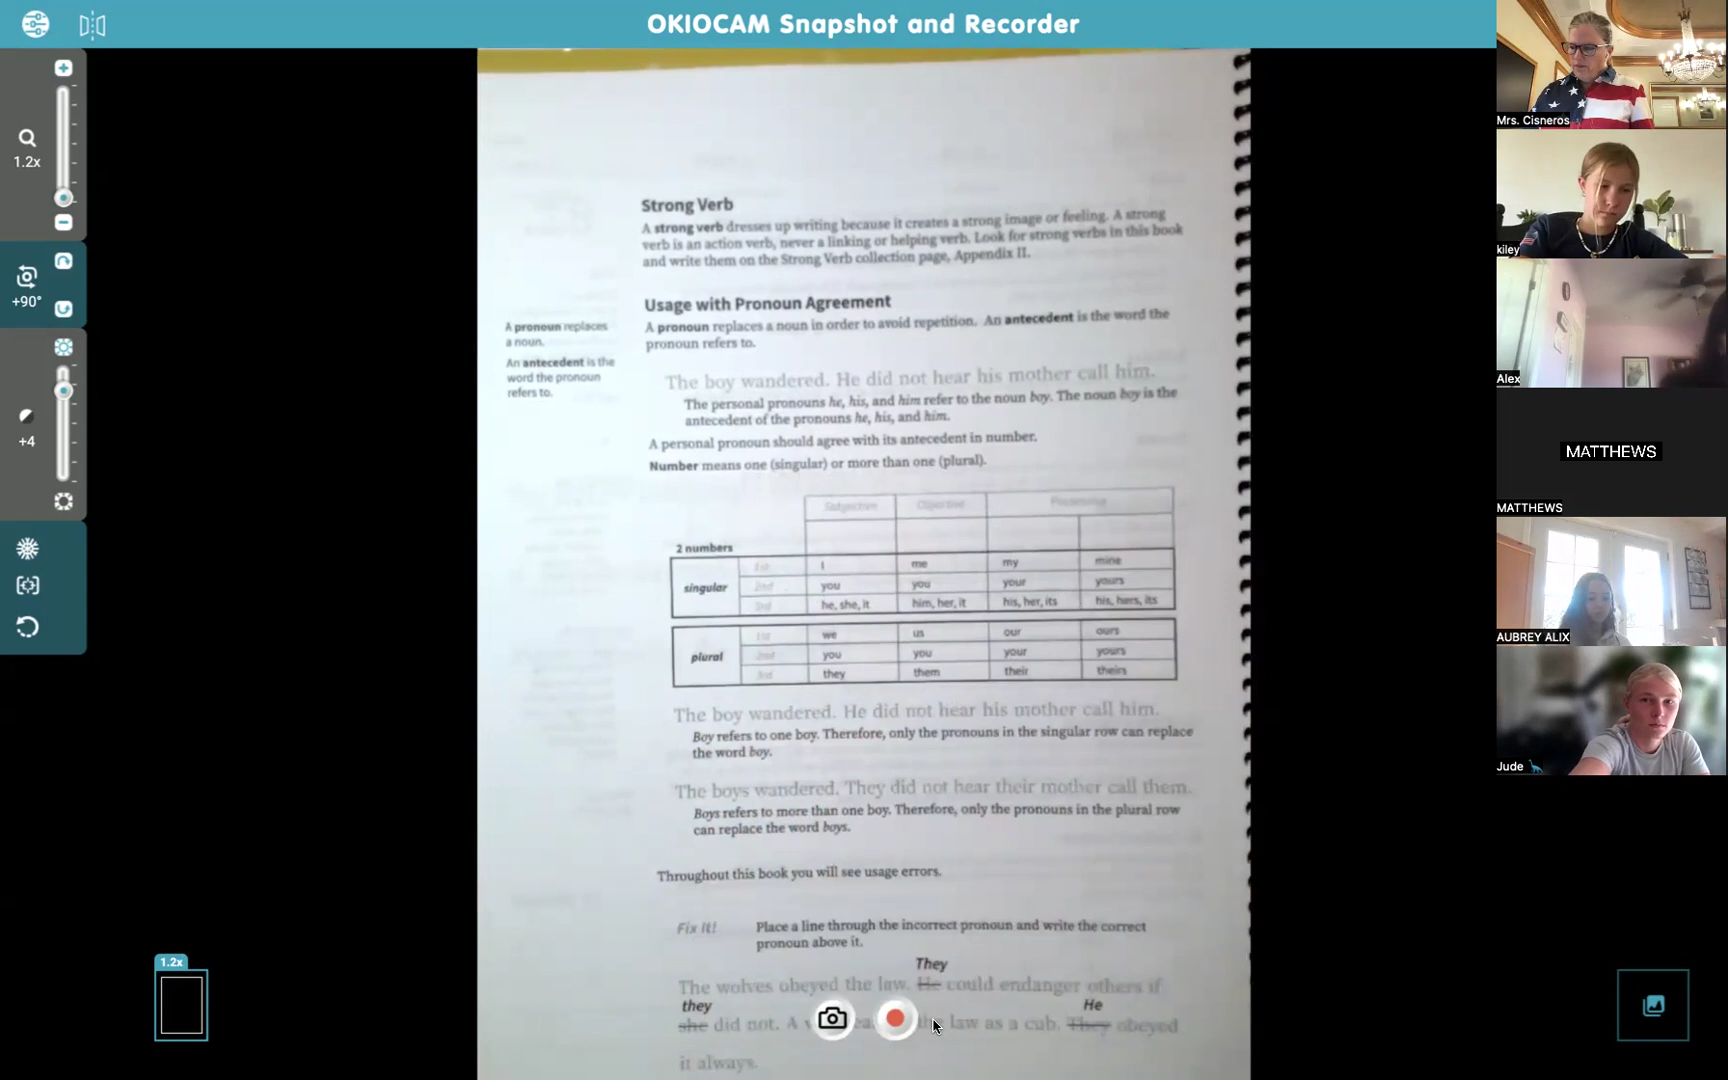 OKIOCAM Snapshot and Recorder
1.2x
+90°
+4
Strong Verb
A strong verb dresses up writing because it creates a strong image or feeling. A strong
verb is an action verb, never a linking or helping verb. Look for strong verbs in this book
and write them on the Strong Verb collection page, Appendix II.
Usage with Pronoun Agreement
A pronoun replaces
a noun.
An antecedent is the
word the pronoun
refers to.
A pronoun replaces a noun in order to avoid repetition. An antecedent is the word the
pronoun refers to.
The boy wandered. He did not hear his mother call him.
The personal pronouns he, his, and him refer to the noun boy. The noun boy is the
antecedent of the pronouns he, his, and him.
A personal pronoun should agree with its antecedent in number.
Number means one (singular) or more than one (plural).
Subjective Objective Possessive
2 numbers
singular
1st I me my mine
2nd you you your yours
3rd he, she, it him, her, it his, her, its his, hers, its
plural
1st we us our ours
2nd you you your yours
3rd they them their theirs
The boy wandered. He did not hear his mother call him.
Boy refers to one boy. Therefore, only the pronouns in the singular row can replace
the word boy.
The boys wandered. They did not hear their mother call them.
Boys refers to more than one boy. Therefore, only the pronouns in the plural row
can replace the word boys.
Throughout this book you will see usage errors.
Fix It! Place a line through the incorrect pronoun and write the correct
pronoun above it.
They
The wolves obeyed the law. He could endanger others if
they He
she did not. A law as a cub. They obeyed
it always.
1.2x
Mrs. Cisneros
kiley
Alex
MATTHEWS
MATTHEWS
AUBREY ALIX
Jude